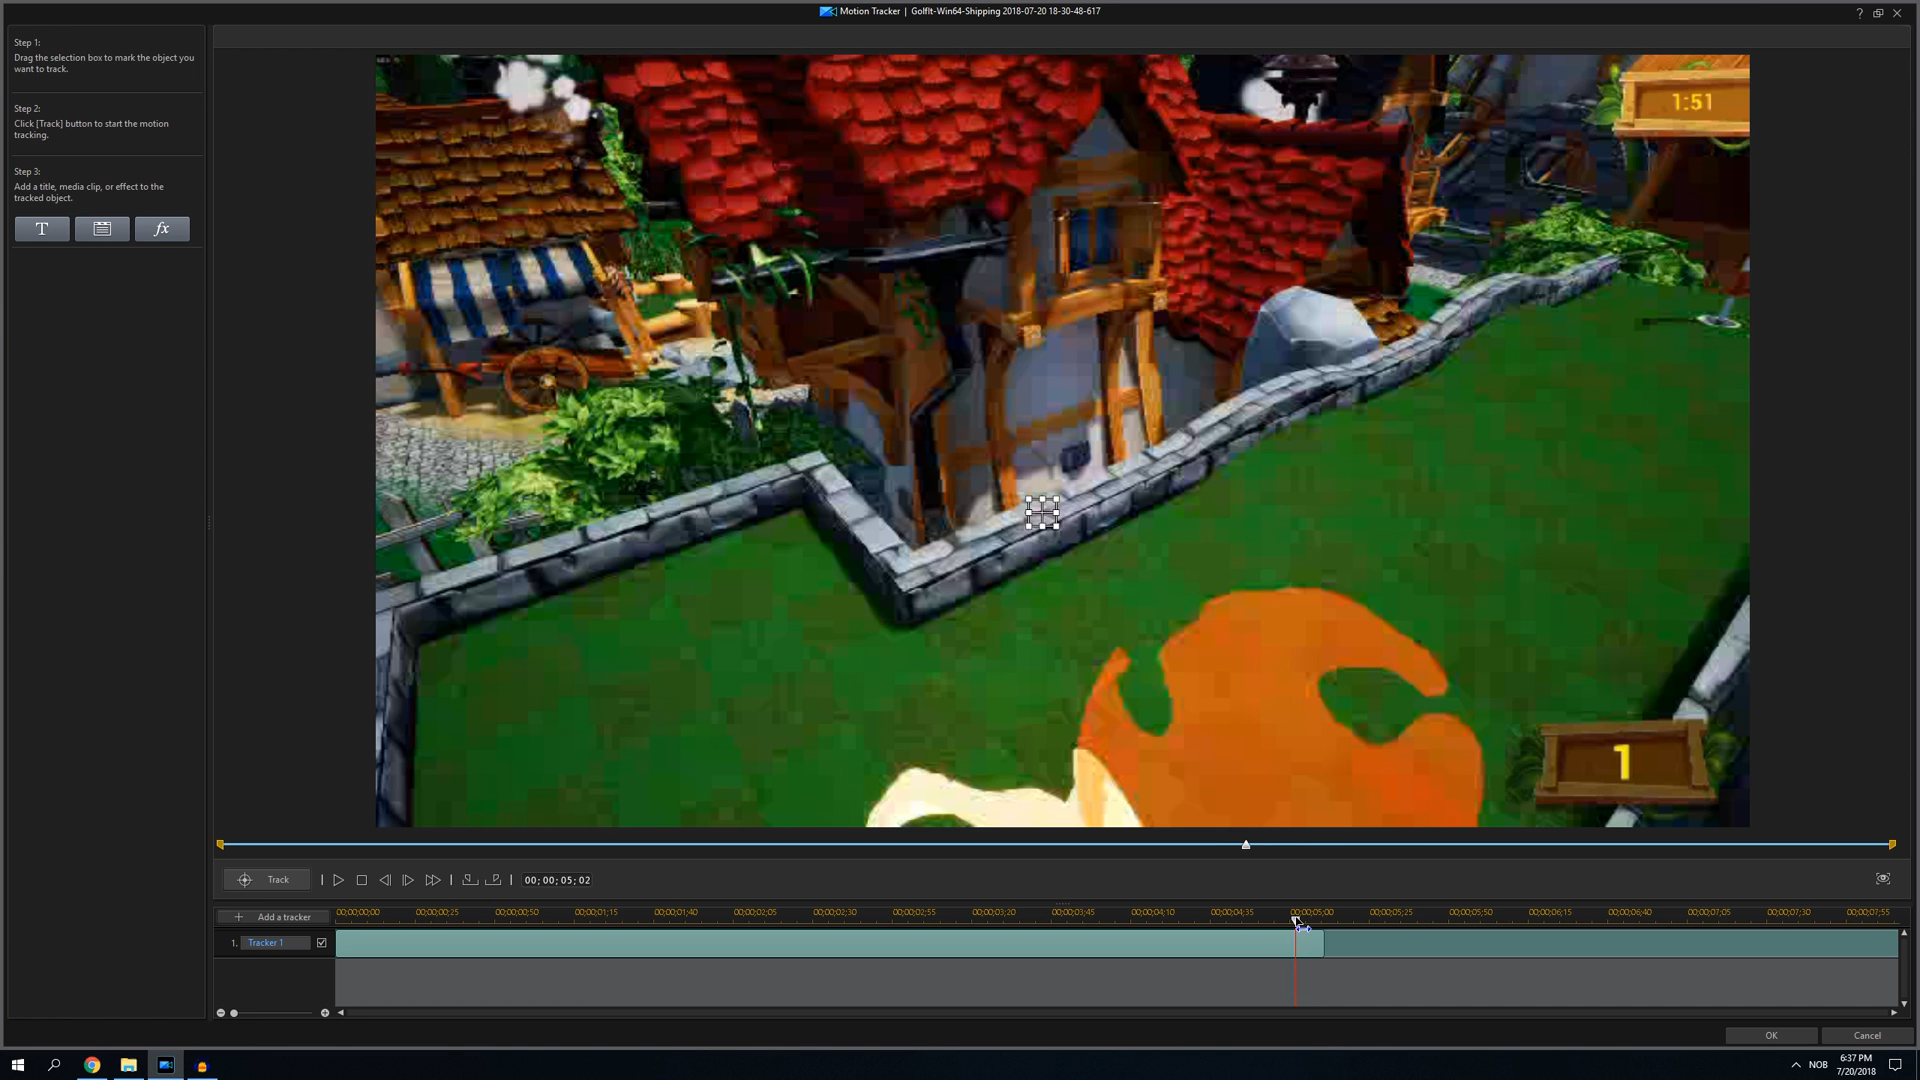 Motion Tracker | GolfIt-Win64-Shipping 2018-07-20 18-30-48-617
?
Step 1:
Drag the selection box to mark the object you
want to track.
Step 2:
Click [Track] button to start the motion
tracking.
Step 3:
Add a title, media clip, or effect to the
tracked object.
T
fx
1:51
1
Track
00; 00; 05; 02
Add a tracker
00;00;00;00 00;00;00;25 00;00;00;50 00;00;01;15 00;00;01;40 00;00;02;05 00;00;02;30 00;00;02;55 00;00;03;20 00;00;03;45 00;00;04;10 00;00;04;35 00;00;05;00 00;00;05;25 00;00;05;50 00;00;06;15 00;00;06;40 00;00;07;05 00;00;07;30 00;00;07;55
1. Tracker 1
OK
Cancel
NOB
6:37 PM
7/20/2018